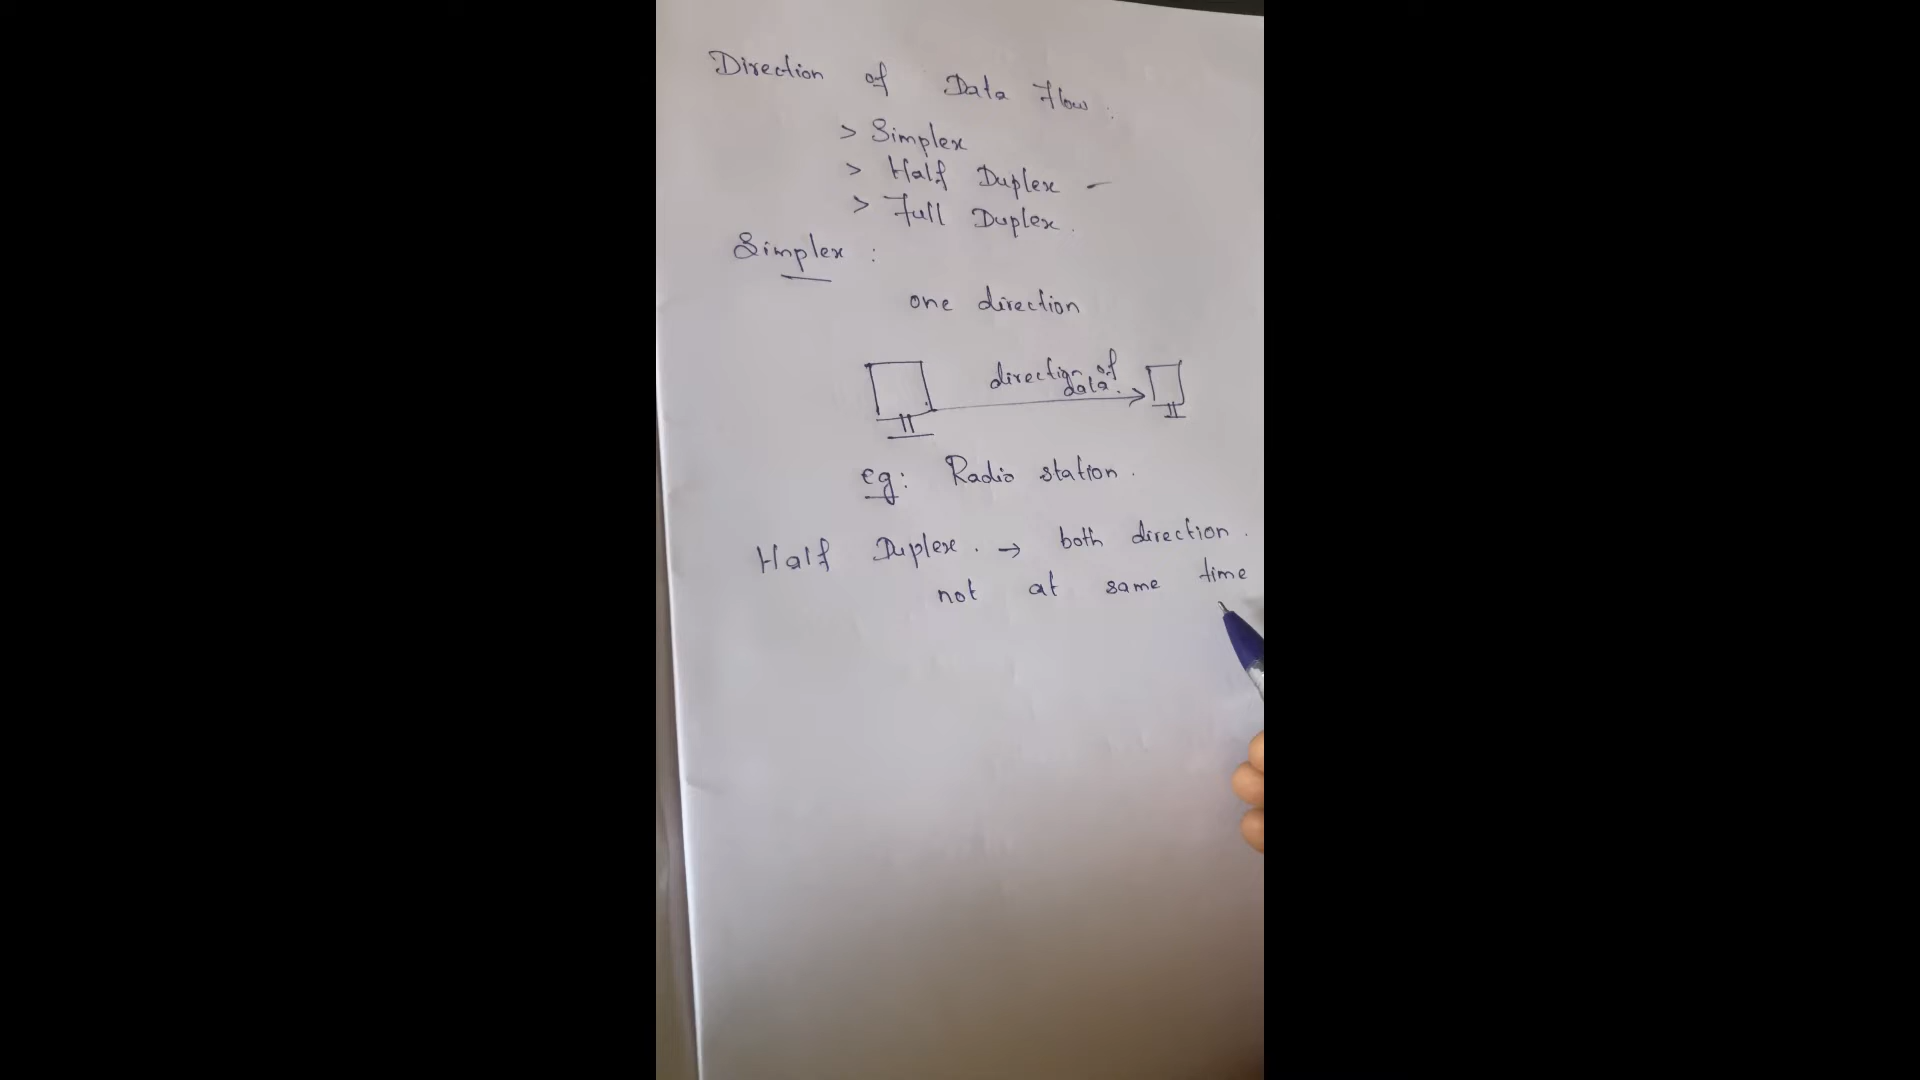 Direction of Data Flow :
> Simplex
> Half Duplex -
> Full Duplex.
Simplex :
one direction
direction of
data.
eg: Radio station.
Half Duplex. → both direction.
not at same time